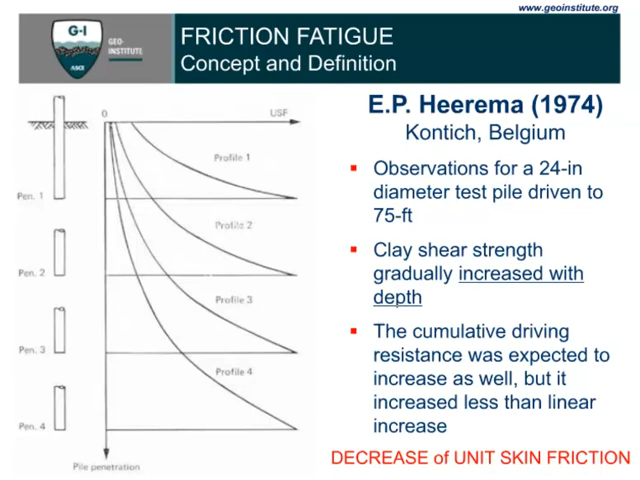 www.geoinstitute.org
G-I
GEO-
INSTITUTE
ASCE
FRICTION FATIGUE
Concept and Definition
0
USF
Profile 1
Pen. 1
Profile 2
Pen. 2
Profile 3
Pen. 3
Profile 4
Pen. 4
Pile penetration
E.P. Heerema (1974)
Kontich, Belgium
Observations for a 24-in
diameter test pile driven to
75-ft
Clay shear strength
gradually increased with
depth
The cumulative driving
resistance was expected to
increase as well, but it
increased less than linear
increase
DECREASE of UNIT SKIN FRICTION